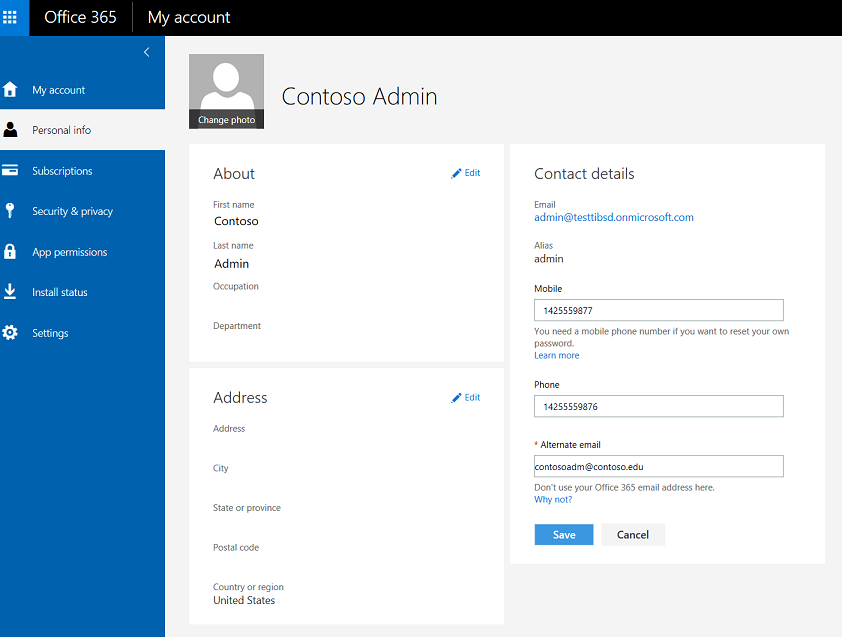 Office 365
My account
My account
Personal info
Subscriptions
Security & privacy
App permissions
Install status
Settings
Change photo
Contoso Admin
About
Edit
First name
Contoso
Last name
Admin
Occupation
Department
Address
Edit
Address
City
State or province
Postal code
Country or region
United States
Contact details
Email
admin@testtibsd.onmicrosoft.com
Alias
admin
Mobile
1425559877
You need a mobile phone number if you want to reset your own
password.
Learn more
Phone
14255559876
* Alternate email
contosoadm@contoso.edu
Don't use your Office 365 email address here.
Why not?
Save
Cancel